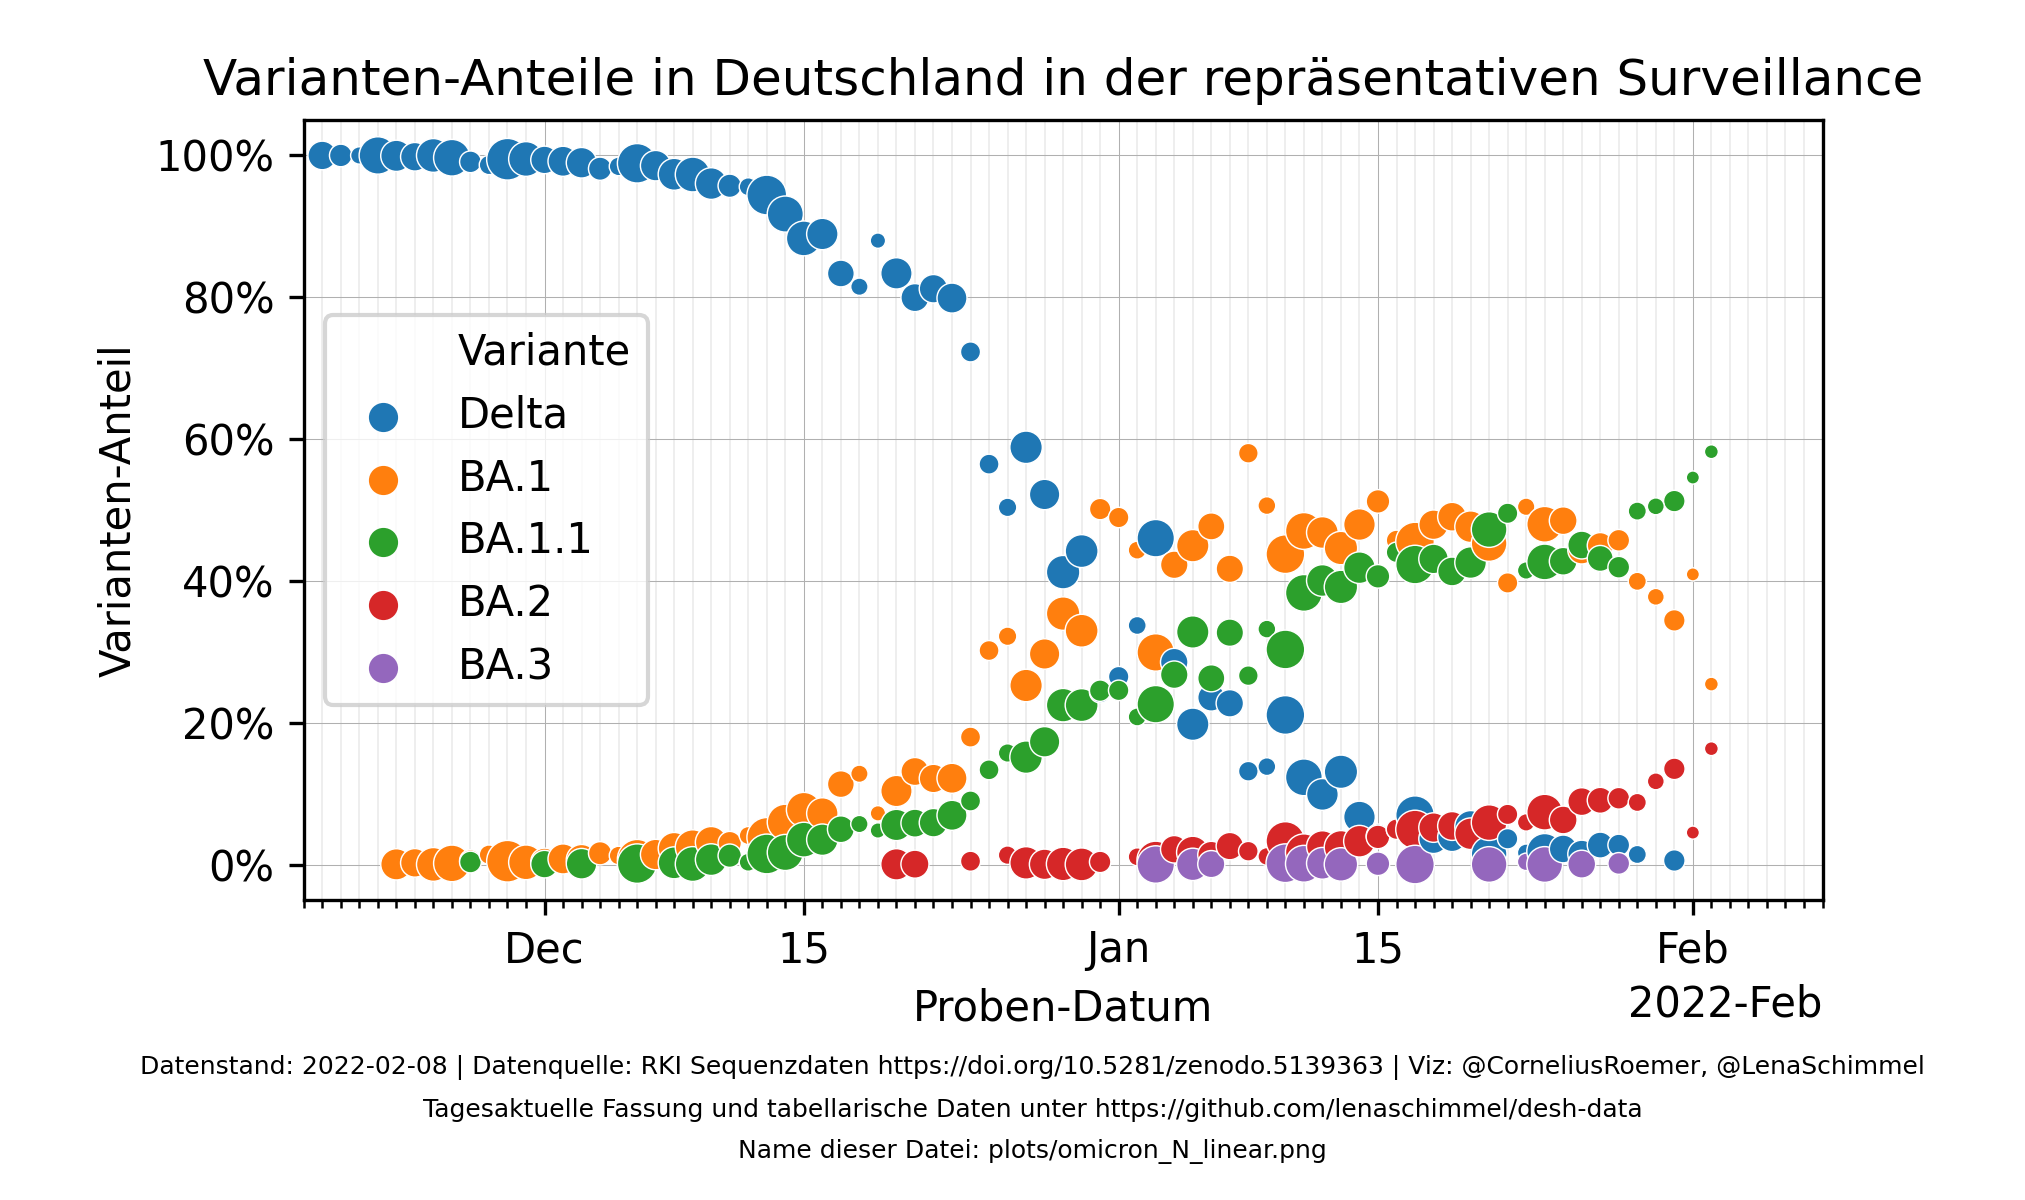 Varianten-Anteile in Deutschland in der repräsentativen Surveillance
100%
80%
60%
40%
20%
0%
Varianten-Anteil
Variante
Delta
BA.1
BA.1.1
BA.2
BA.3
Dec
15
Jan
15
Feb
2022-Feb
Proben-Datum
Datenstand: 2022-02-08 | Datenquelle: RKI Sequenzdaten https://doi.org/10.5281/zenodo.5139363 | Viz: @CorneliusRoemer, @LenaSchimmel
Tagesaktuelle Fassung und tabellarische Daten unter https://github.com/lenaschimmel/desh-data
Name dieser Datei: plots/omicron_N_linear.png